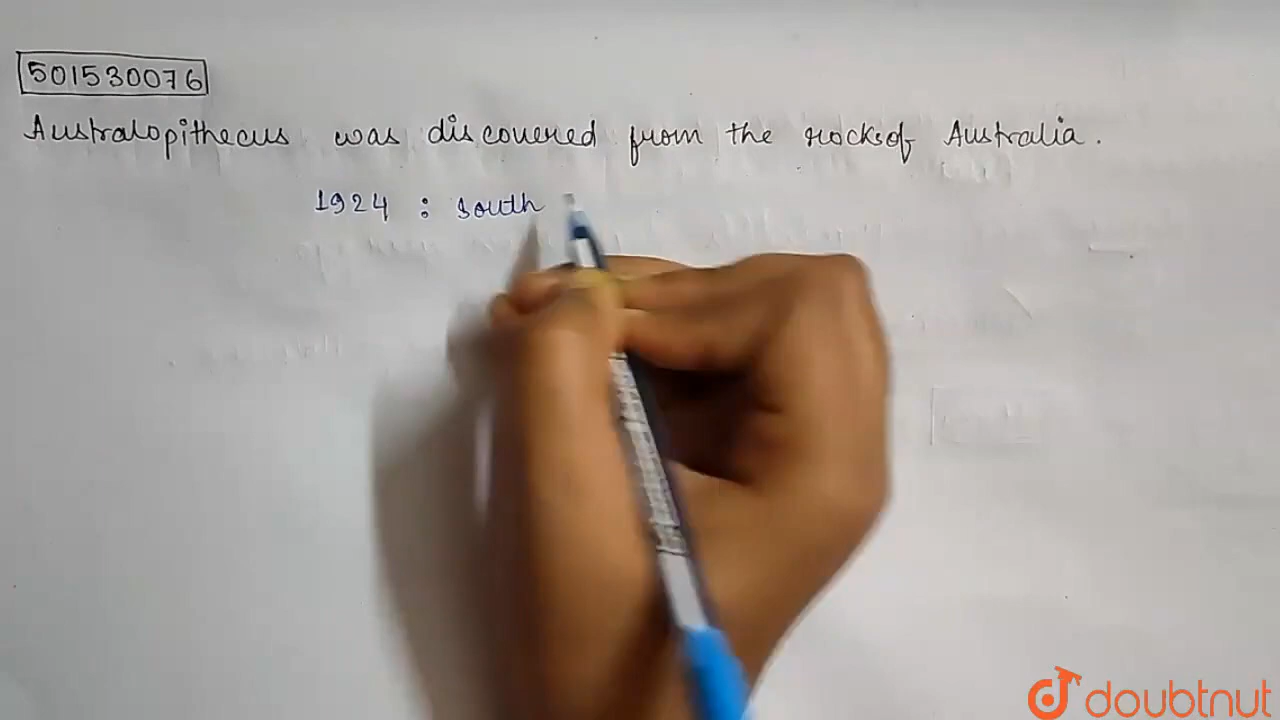 501530076
Australopithecus was discovered from the rocks of Australia.
1924 : south
doubtnut